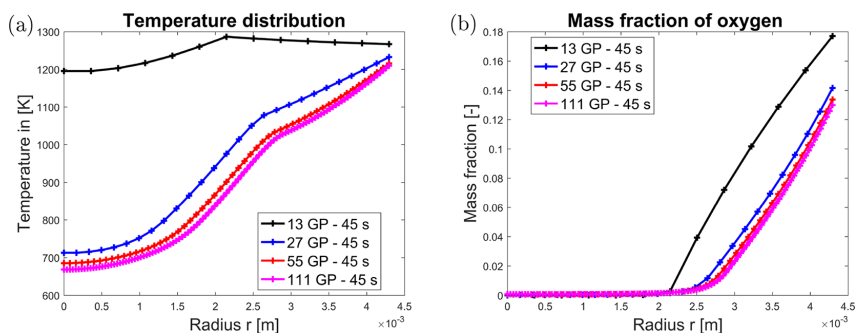 (a)
Temperature distribution
Temperature in [K]
1300
1200
1100
1000
900
800
700
600
13 GP - 45 s
27 GP - 45 s
55 GP - 45 s
111 GP - 45 s
0 0.5 1 1.5 2 2.5 3 3.5 4 4.5
Radius r [m]
×10⁻³
(b)
Mass fraction of oxygen
Mass fraction [-]
0.18
0.16
0.14
0.12
0.1
0.08
0.06
0.04
0.02
0
13 GP - 45 s
27 GP - 45 s
55 GP - 45 s
111 GP - 45 s
0 0.5 1 1.5 2 2.5 3 3.5 4 4.5
Radius r [m]
×10⁻³